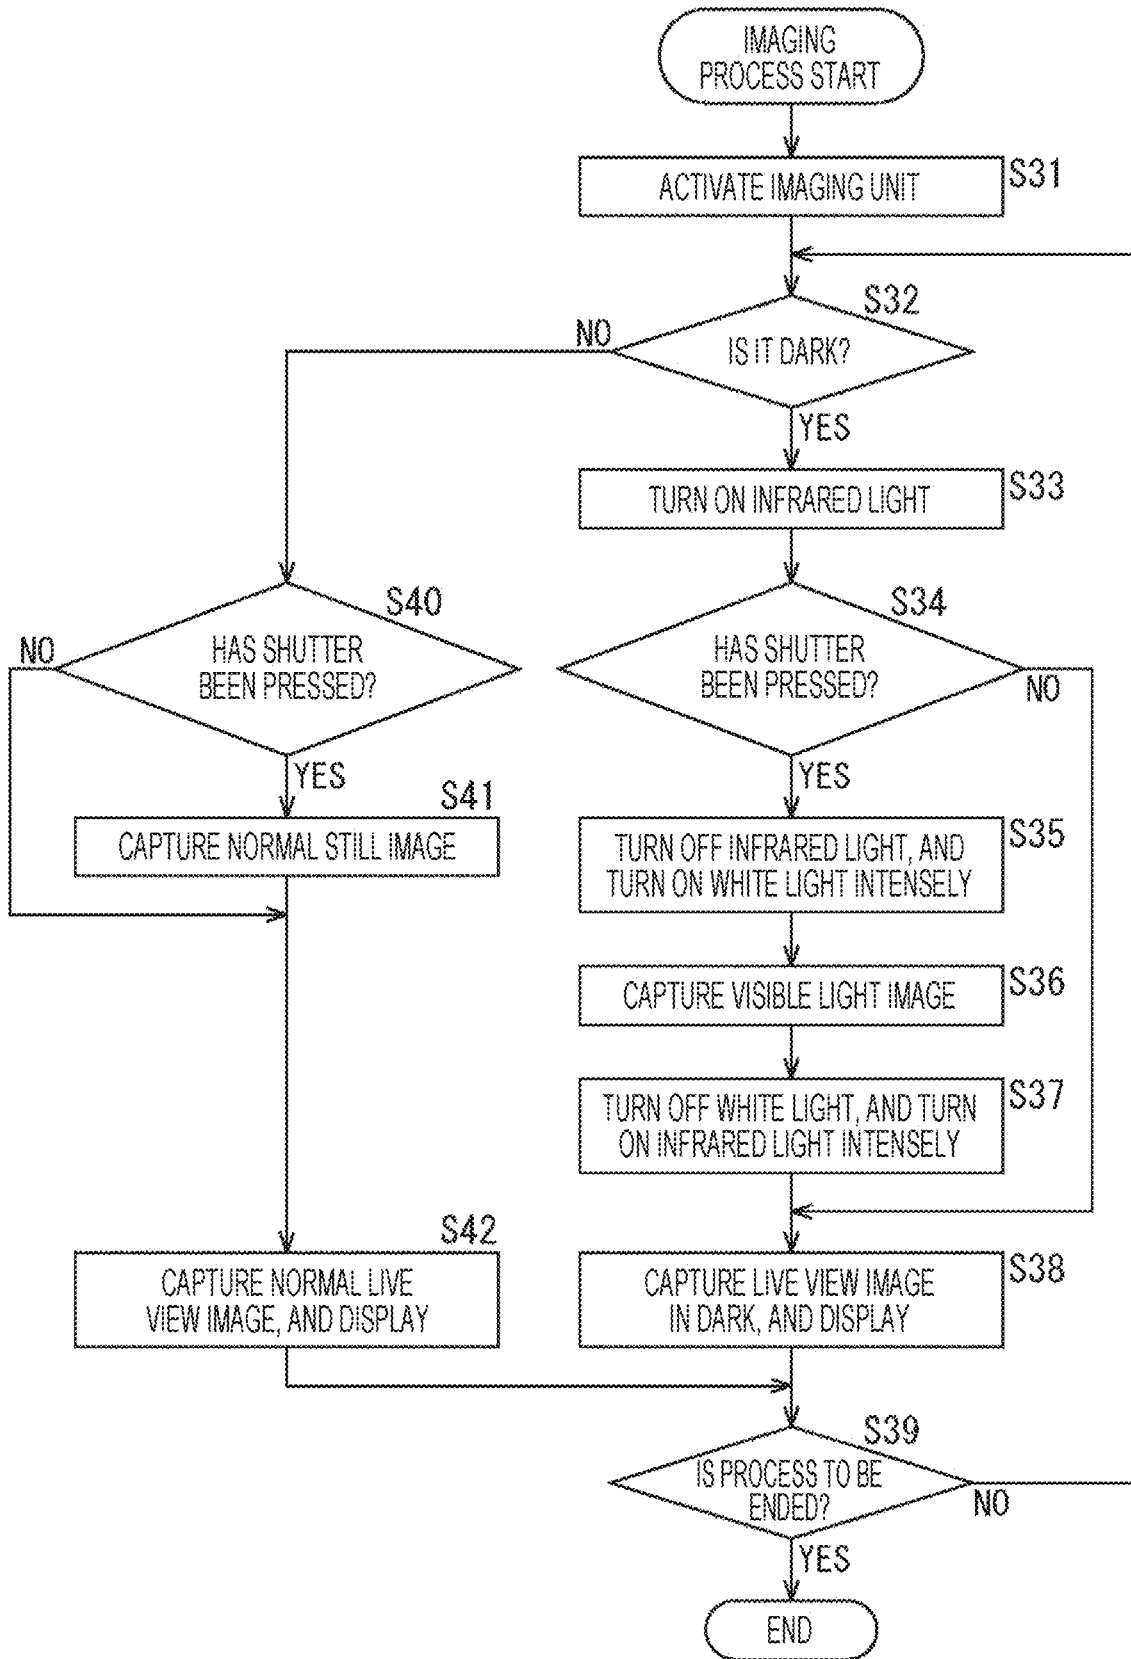 IMAGING
PROCESS START
S31
ACTIVATE IMAGING UNIT
S32
NO
IS IT DARK?
YES
S33
TURN ON INFRARED LIGHT
S40
NO
HAS SHUTTER
BEEN PRESSED?
YES
S34
HAS SHUTTER
BEEN PRESSED?
NO
YES
S41
CAPTURE NORMAL STILL IMAGE
S35
TURN OFF INFRARED LIGHT, AND
TURN ON WHITE LIGHT INTENSELY
S36
CAPTURE VISIBLE LIGHT IMAGE
S37
TURN OFF WHITE LIGHT, AND TURN
ON INFRARED LIGHT INTENSELY
S42
CAPTURE NORMAL LIVE
VIEW IMAGE, AND DISPLAY
S38
CAPTURE LIVE VIEW IMAGE
IN DARK, AND DISPLAY
S39
IS PROCESS TO BE
ENDED?
NO
YES
END